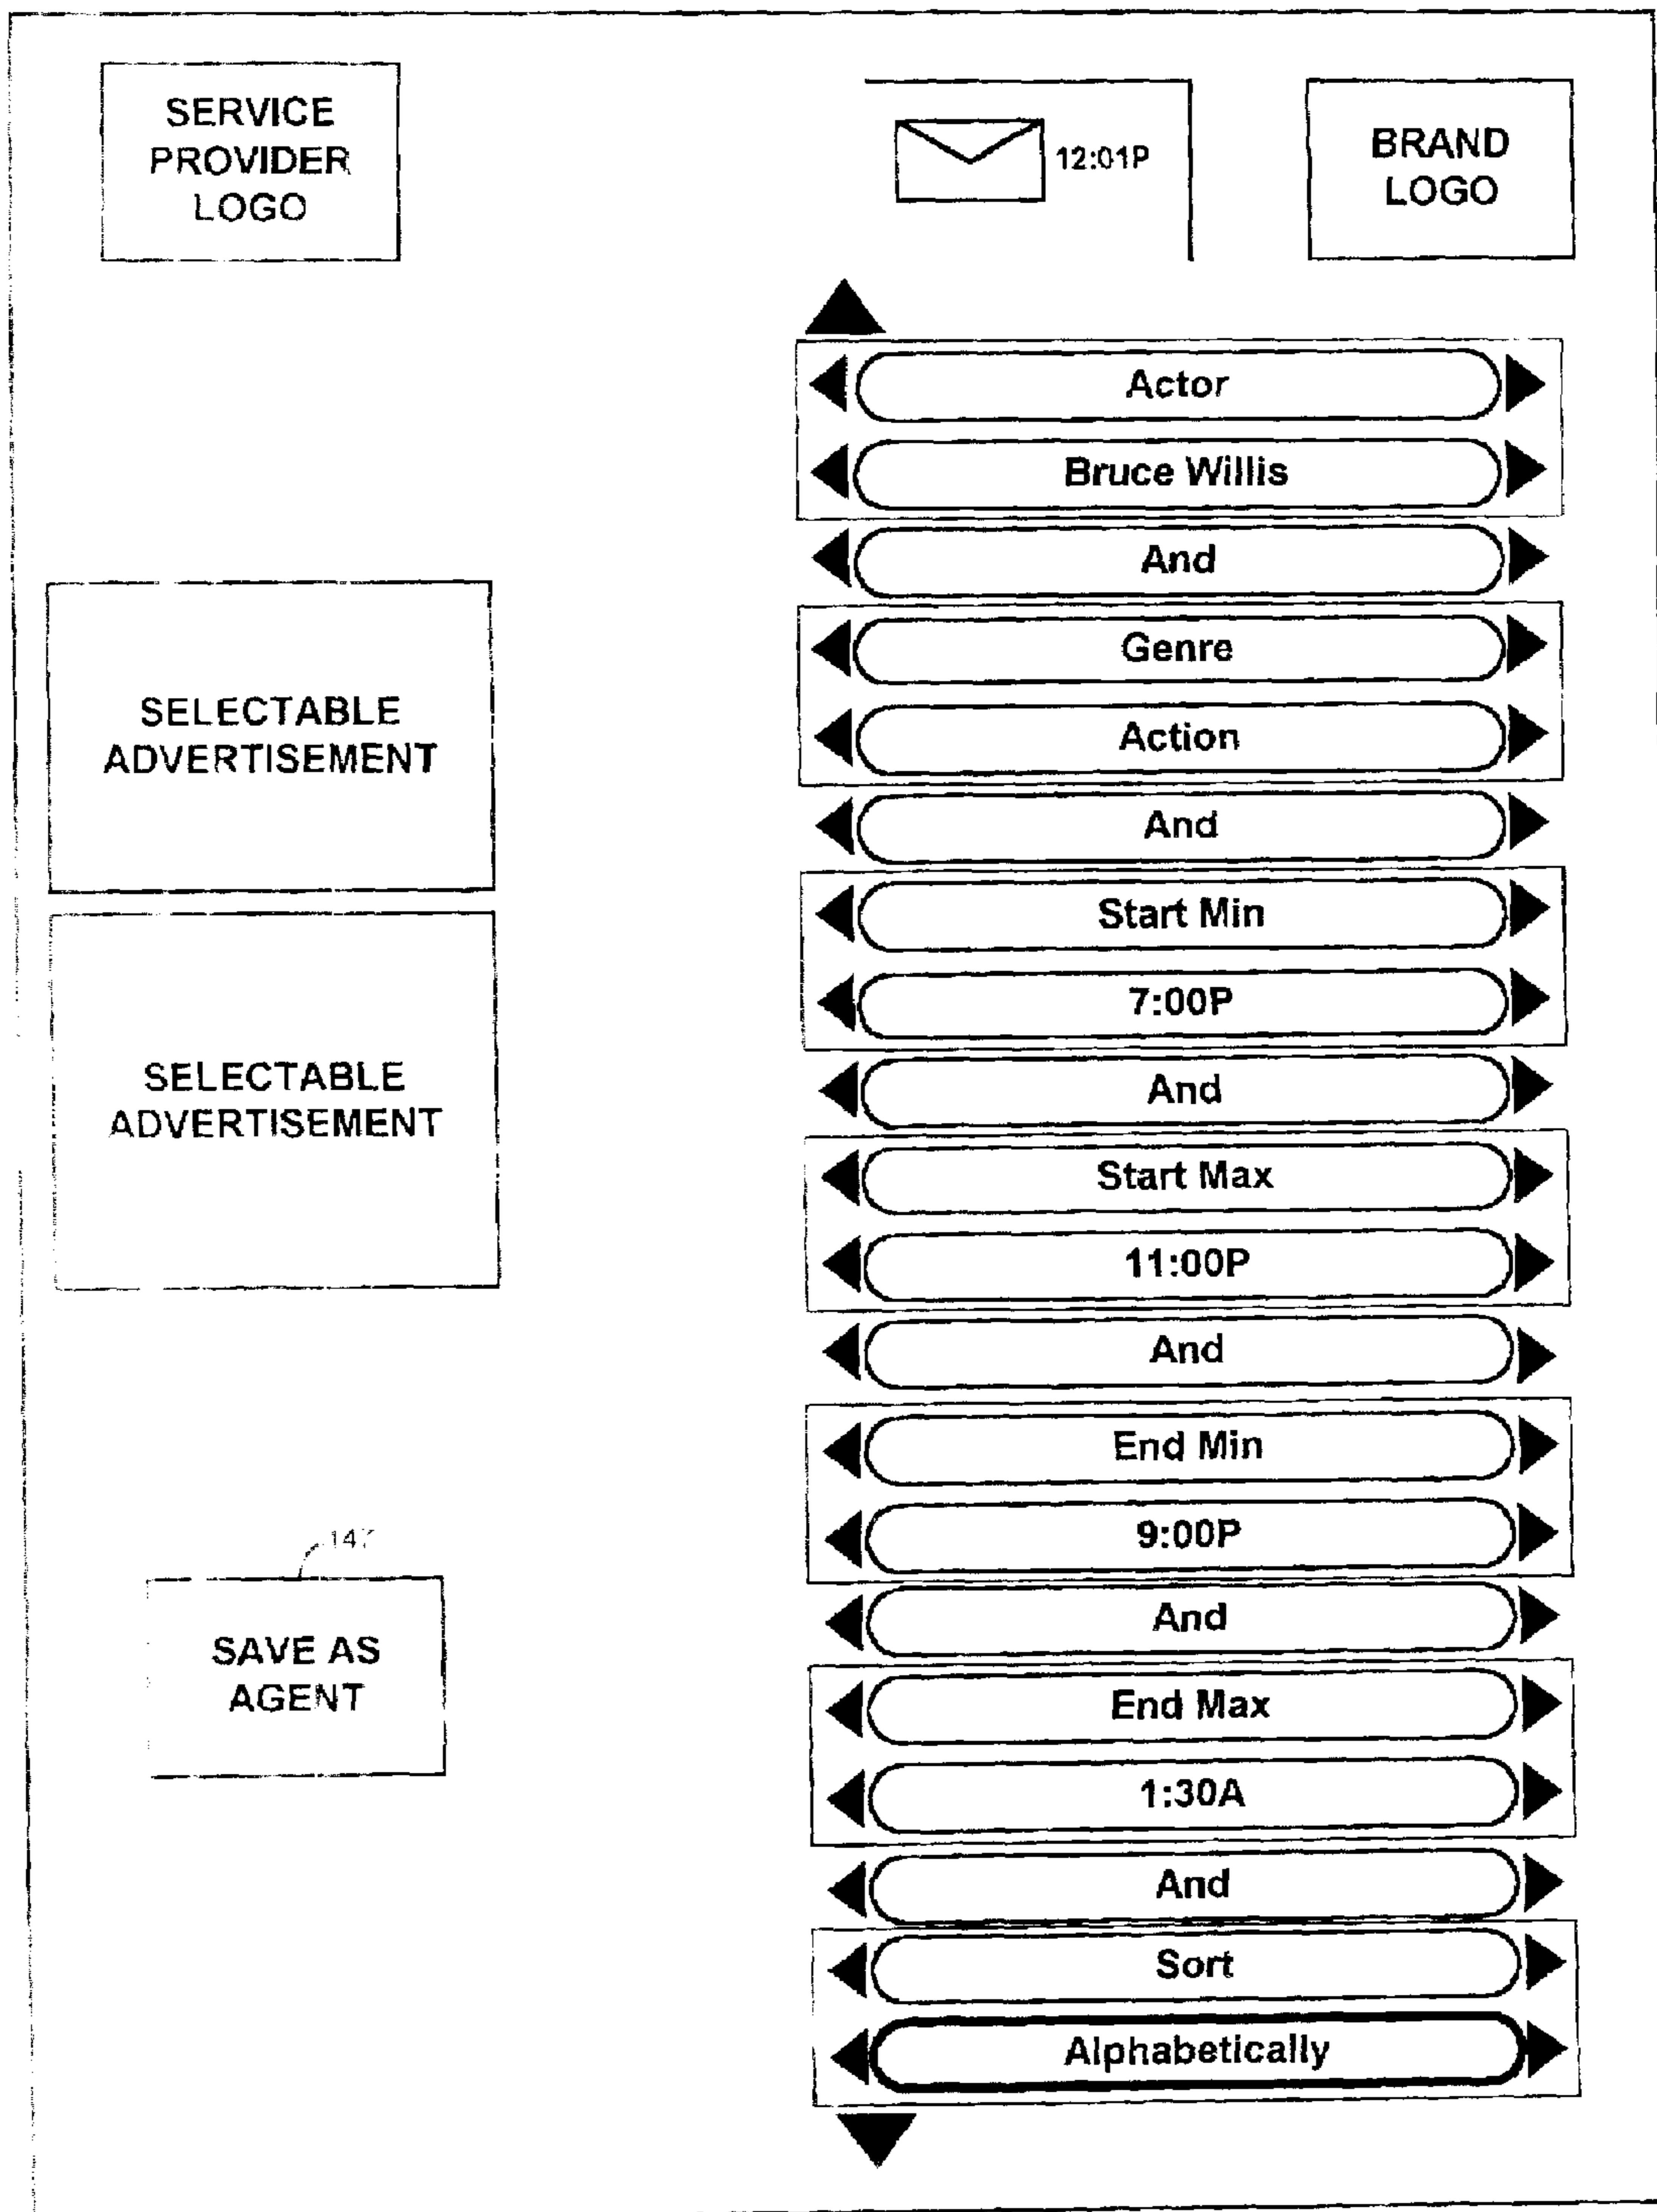 SERVICE
PROVIDER
LOGO
12:01P
BRAND
LOGO
Actor
Bruce Willis
And
Genre
Action
And
Start Min
7:00P
And
Start Max
11:00P
And
End Min
9:00P
And
End Max
1:30A
And
Sort
Alphabetically
SELECTABLE
ADVERTISEMENT
SELECTABLE
ADVERTISEMENT
SAVE AS
AGENT